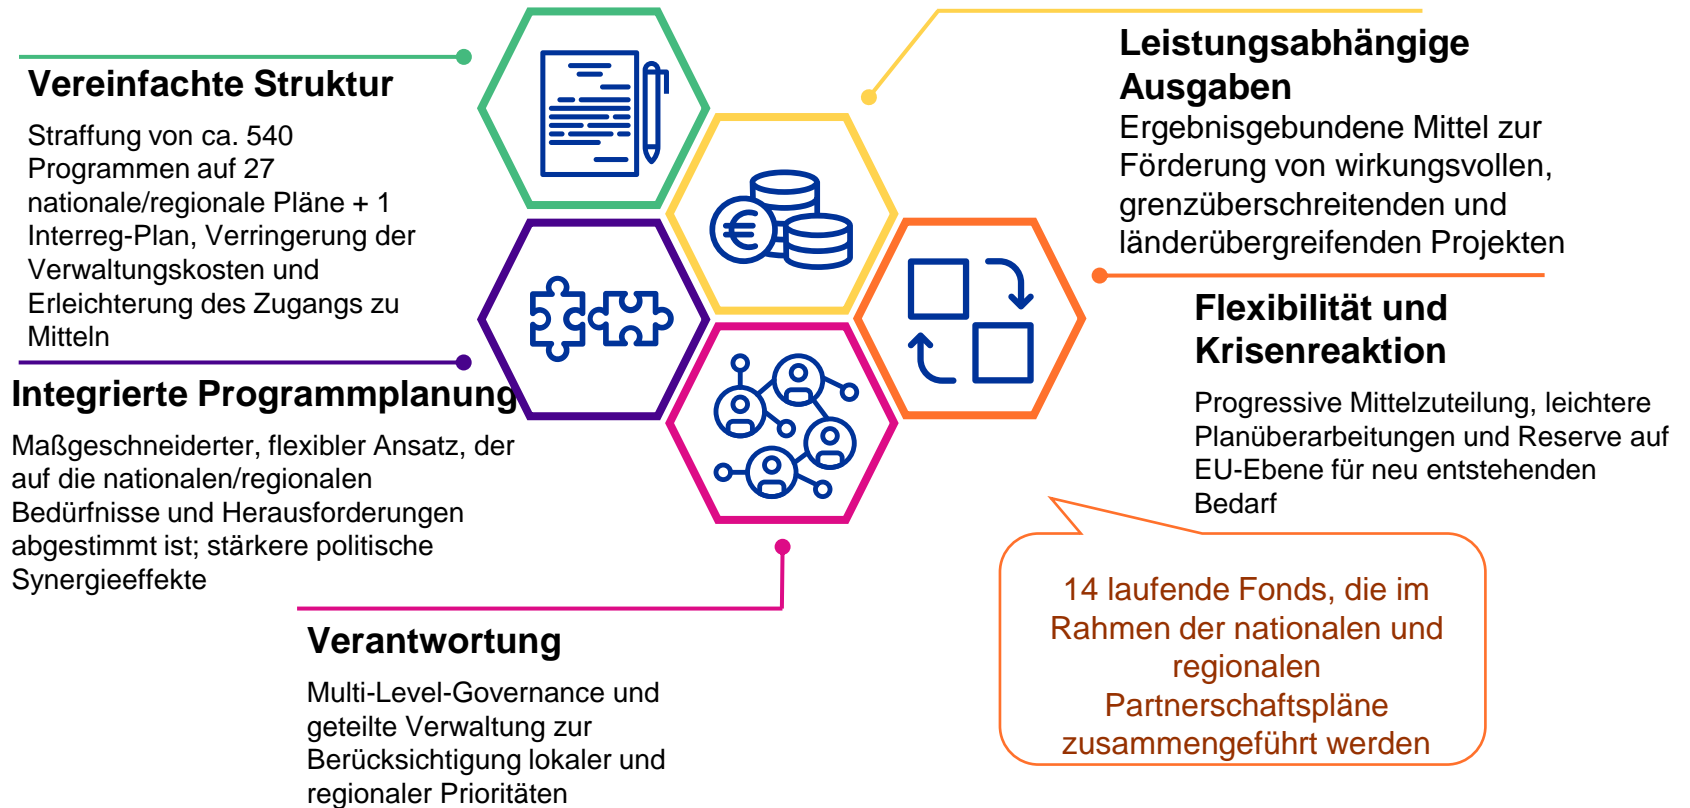 Vereinfachte Struktur
Straffung von ca. 540
Programmen auf 27
nationale/regionale Pläne + 1
Interreg-Plan, Verringerung der
Verwaltungskosten und
Erleichterung des Zugangs zu
Mitteln
Integrierte Programmplanung
Maßgeschneiderter, flexibler Ansatz, der
auf die nationalen/regionalen
Bedürfnisse und Herausforderungen
abgestimmt ist; stärkere politische
Synergieeffekte
Verantwortung
Multi-Level-Governance und
geteilte Verwaltung zur
Berücksichtigung lokaler und
regionaler Prioritäten
Leistungsabhängige
Ausgaben
Ergebnisgebundene Mittel zur
Förderung von wirkungsvollen,
grenzüberschreitenden und
länderübergreifenden Projekten
Flexibilität und
Krisenreaktion
Progressive Mittelzuteilung, leichtere
Planüberarbeitungen und Reserve auf
EU-Ebene für neu entstehenden
Bedarf
14 laufende Fonds, die im
Rahmen der nationalen und
regionalen
Partnerschaftspläne
zusammengeführt werden